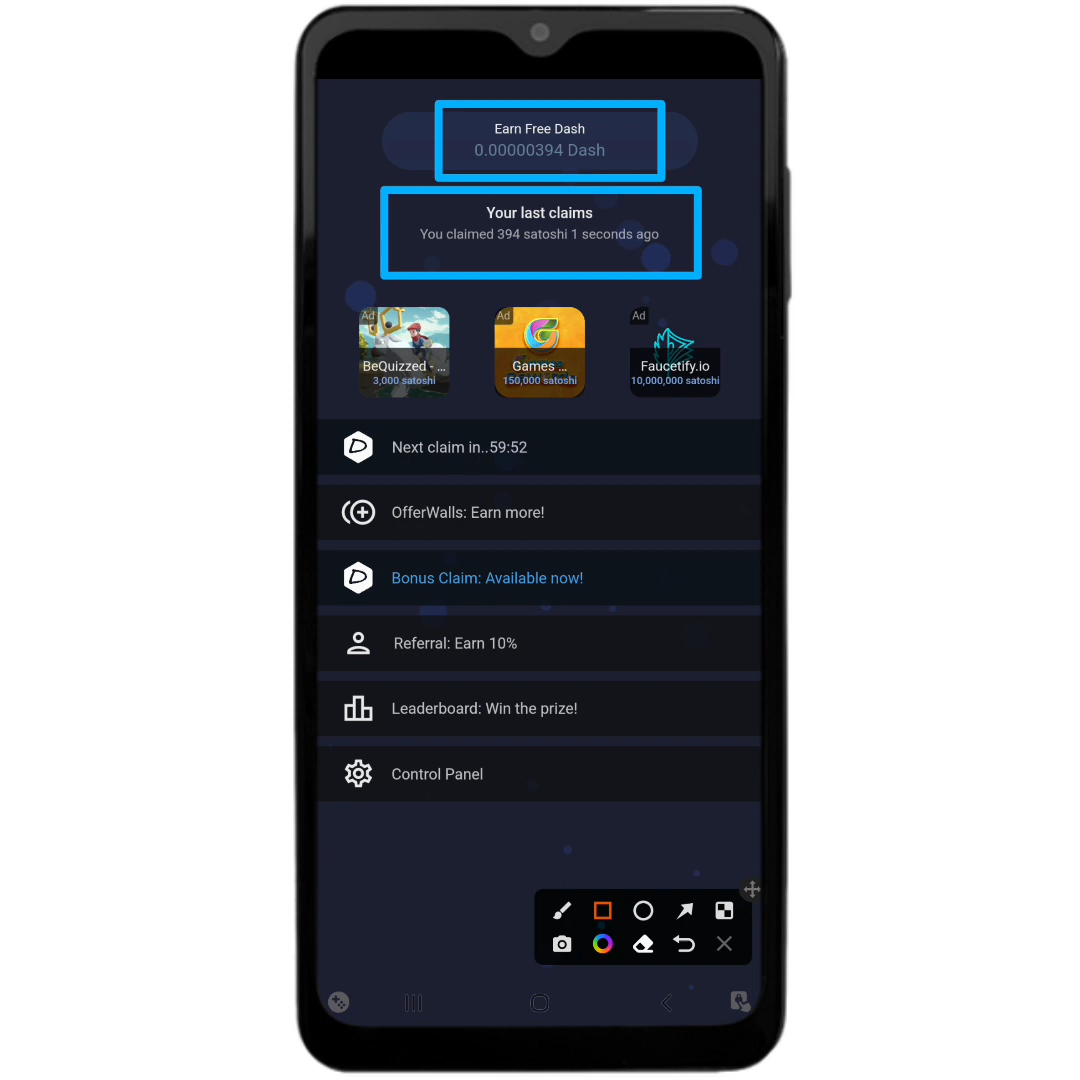 Earn Free Dash
0.00000394 Dash
Your last claims
You claimed 394 satoshi 1 seconds ago
Ad
Ad
Ad
BeQuizzed - ...
Games ...
Faucetify.io
3,000 satoshi
150,000 satoshi
10,000,000 satoshi
Next claim in..59:52
OfferWalls: Earn more!
Bonus Claim: Available now!
Referral: Earn 10%
Leaderboard: Win the prize!
Control Panel